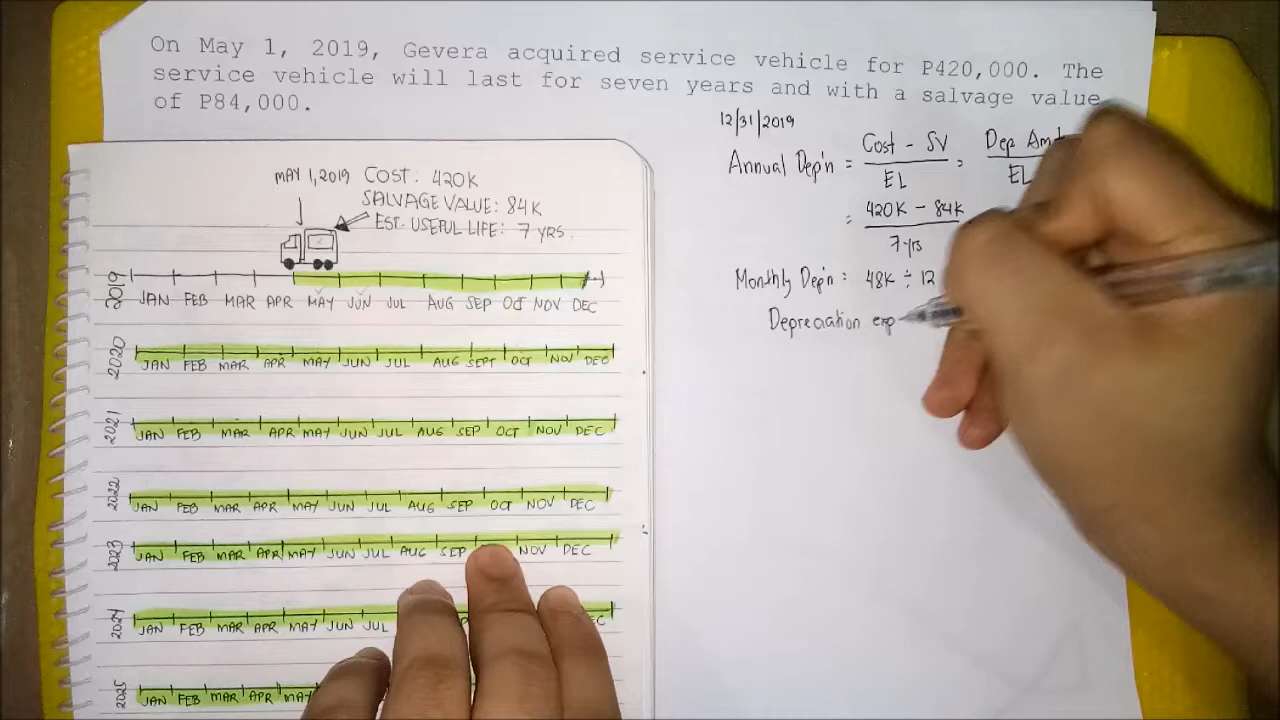 On May 1, 2019, Gevera acquired service vehicle for P420,000. The
service vehicle will last for seven years and with a salvage value
of P84,000.
12/31/2019
Annual Dep'n = Cost - SV / EL = Dep Amt / EL
= 420K - 84K / 7 yrs
Monthly Dep'n : 48K ÷ 12
Depreciation exp
MAY 1, 2019 COST: 420K
SALVAGE VALUE: 84K
EST. USEFUL LIFE: 7 YRS.
2019
JAN FEB MAR APR MAY JUN JUL AUG SEP OCT NOV DEC
2020
JAN FEB MAR APR MAY JUN JUL AUG SEPT OCT NOV DEC
2021
JAN FEB MAR APR MAY JUN JUL AUG SEP OCT NOV DEC
2022
JAN FEB MAR APR MAY JUN JUL AUG SEP OCT NOV DEC
2023
JAN FEB MAR APR MAY JUN JUL AUG SEP NOV DEC
2024
JAN FEB MAR APR MAY JUN JUL
2025
JAN FEB MAR APR MAY